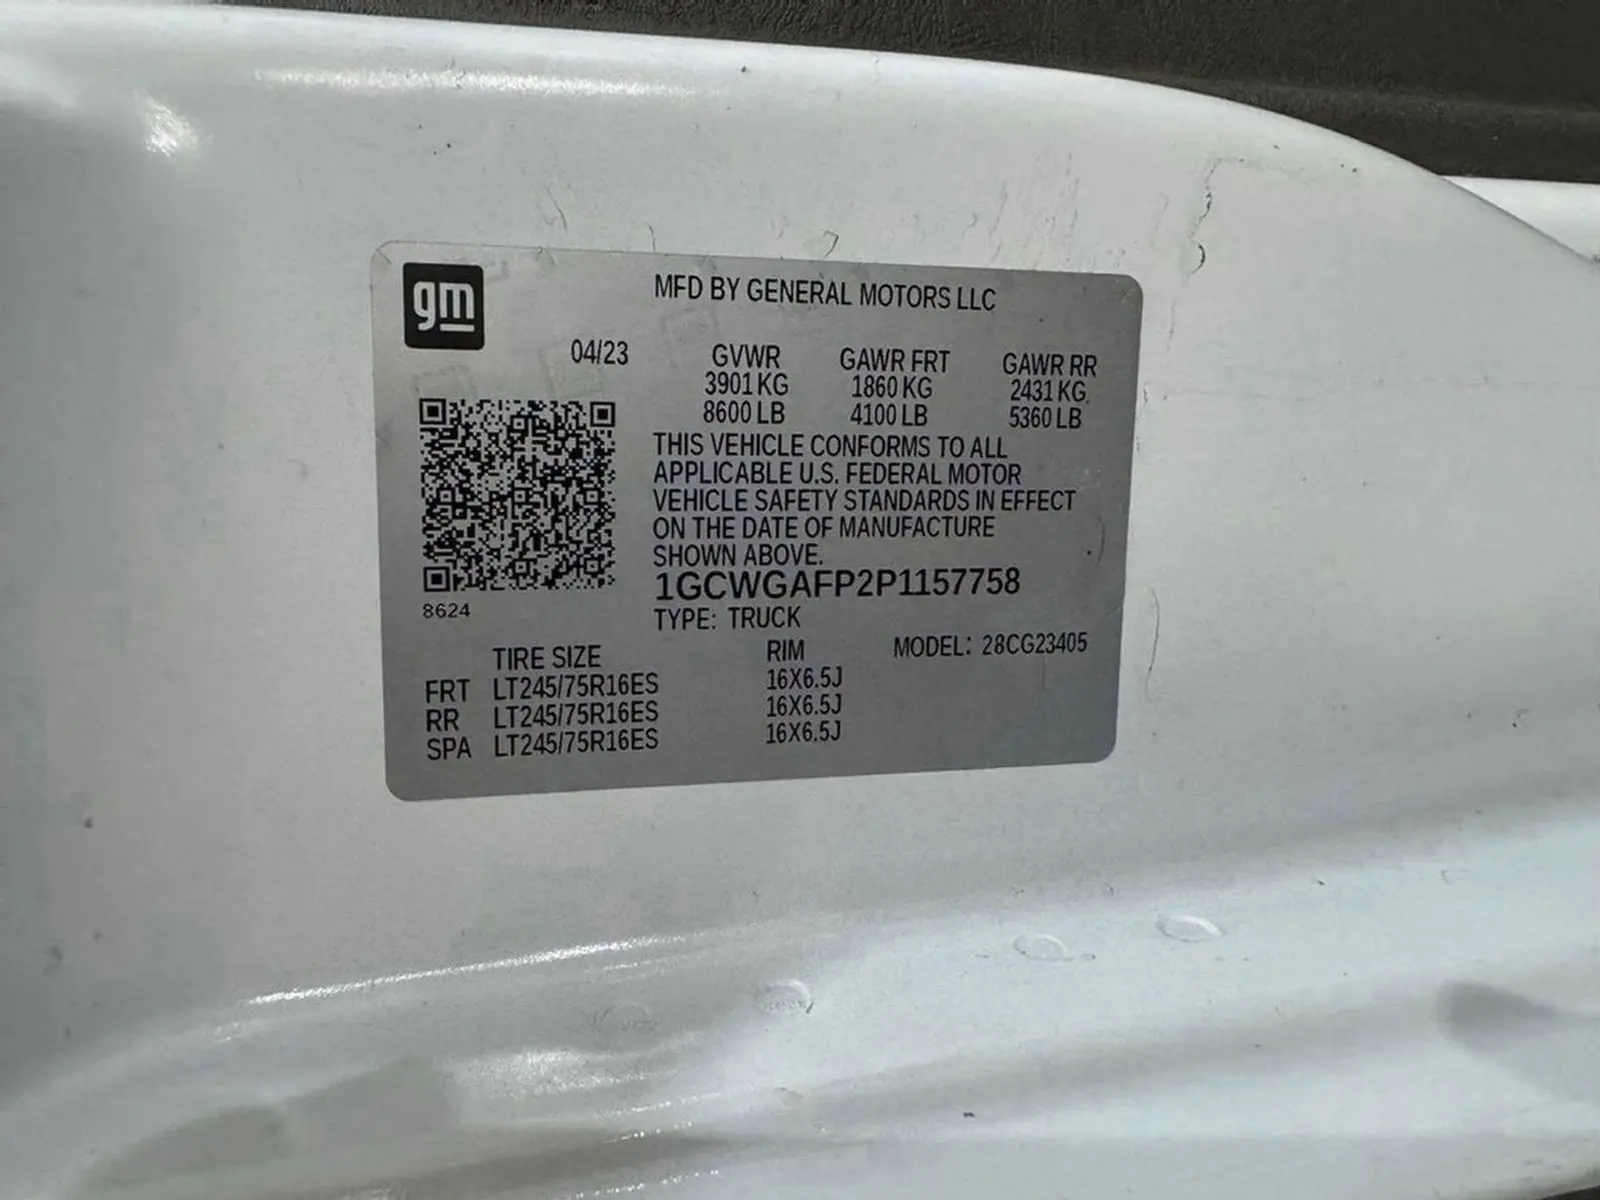 gm
MFD BY GENERAL MOTORS LLC
04/23 GVWR GAWR FRT GAWR RR
3901 KG 1860 KG 2431 KG
8600 LB 4100 LB 5360 LB
THIS VEHICLE CONFORMS TO ALL
APPLICABLE U.S. FEDERAL MOTOR
VEHICLE SAFETY STANDARDS IN EFFECT
ON THE DATE OF MANUFACTURE
SHOWN ABOVE.
1GCWGAFP2P1157758
8624
TYPE: TRUCK
TIRE SIZE RIM MODEL: 28CG23405
FRT LT245/75R16ES 16X6.5J
RR LT245/75R16ES 16X6.5J
SPA LT245/75R16ES 16X6.5J